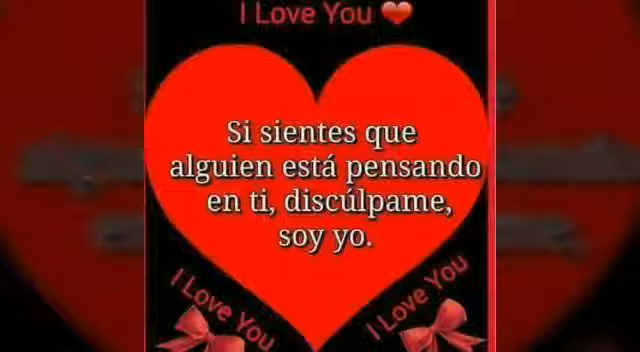 I Love You ❤
Si sientes que
alguien está pensando
en ti, discúlpame,
soy yo.
I Love You
I Love You